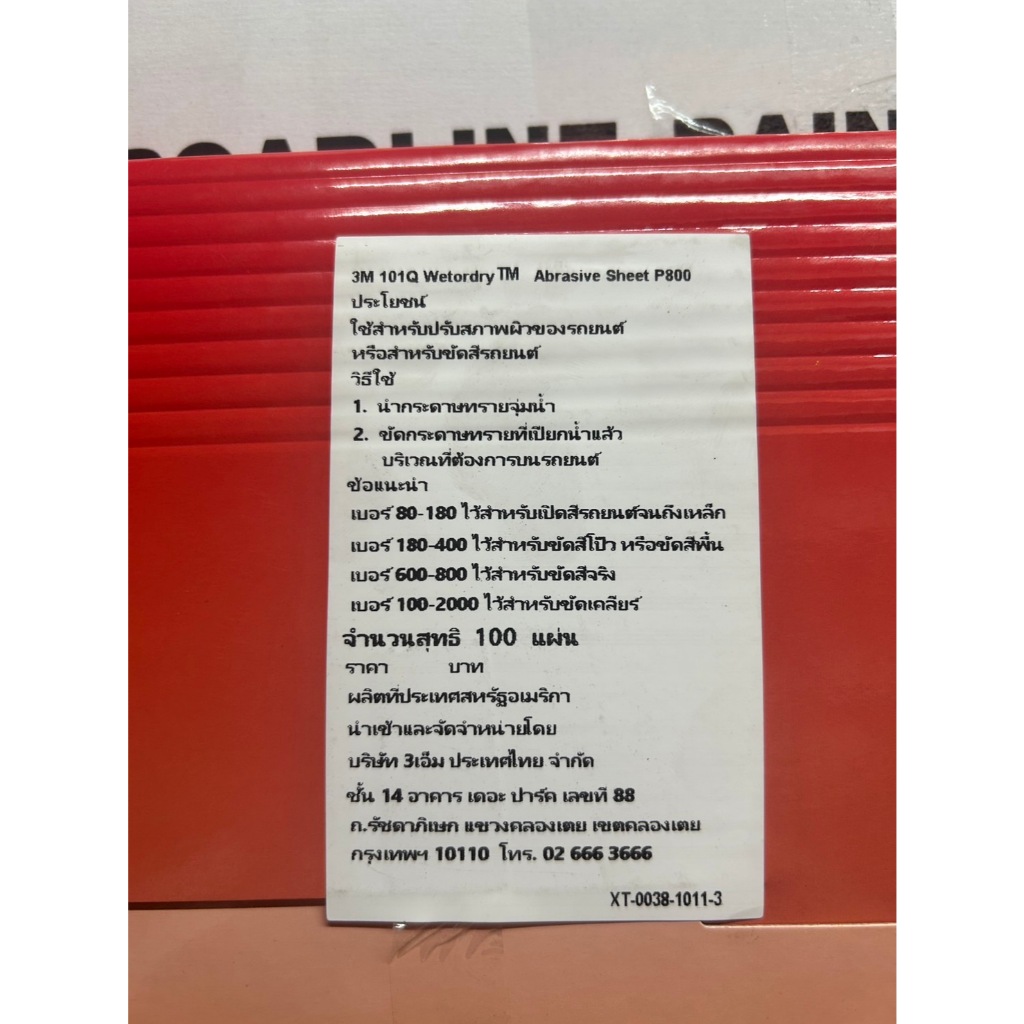 3M 101Q Wetordry™ Abrasive Sheet P800
ประโยชน์
ใช้สำหรับปรับสภาพผิวของรถยนต์
หรือสำหรับขัดสีรถยนต์
วิธีใช้
1. นำกระดาษทรายจุ่มน้ำ
2. ขัดกระดาษทรายที่เปียกน้ำแล้ว
บริเวณที่ต้องการบนรถยนต์
ข้อแนะนำ
เบอร์ 80-180 ไว้สำหรับเปิดสีรถยนต์จนถึงเหล็ก
เบอร์ 180-400 ไว้สำหรับขัดสีโป๊ว หรือขัดสีพื้น
เบอร์ 600-800 ไว้สำหรับขัดสีจริง
เบอร์ 100-2000 ไว้สำหรับขัดเคลียร์
จำนวนสุทธิ 100 แผ่น
ราคา บาท
ผลิตที่ประเทศสหรัฐอเมริกา
นำเข้าและจัดจำหน่ายโดย
บริษัท 3เอ็ม ประเทศไทย จำกัด
ชั้น 14 อาคาร เดอะ ปาร์ค เลขที่ 88
ถ.รัชดาภิเษก แขวงคลองเตย เขตคลองเตย
กรุงเทพฯ 10110 โทร. 02 666 3666
XT-0038-1011-3